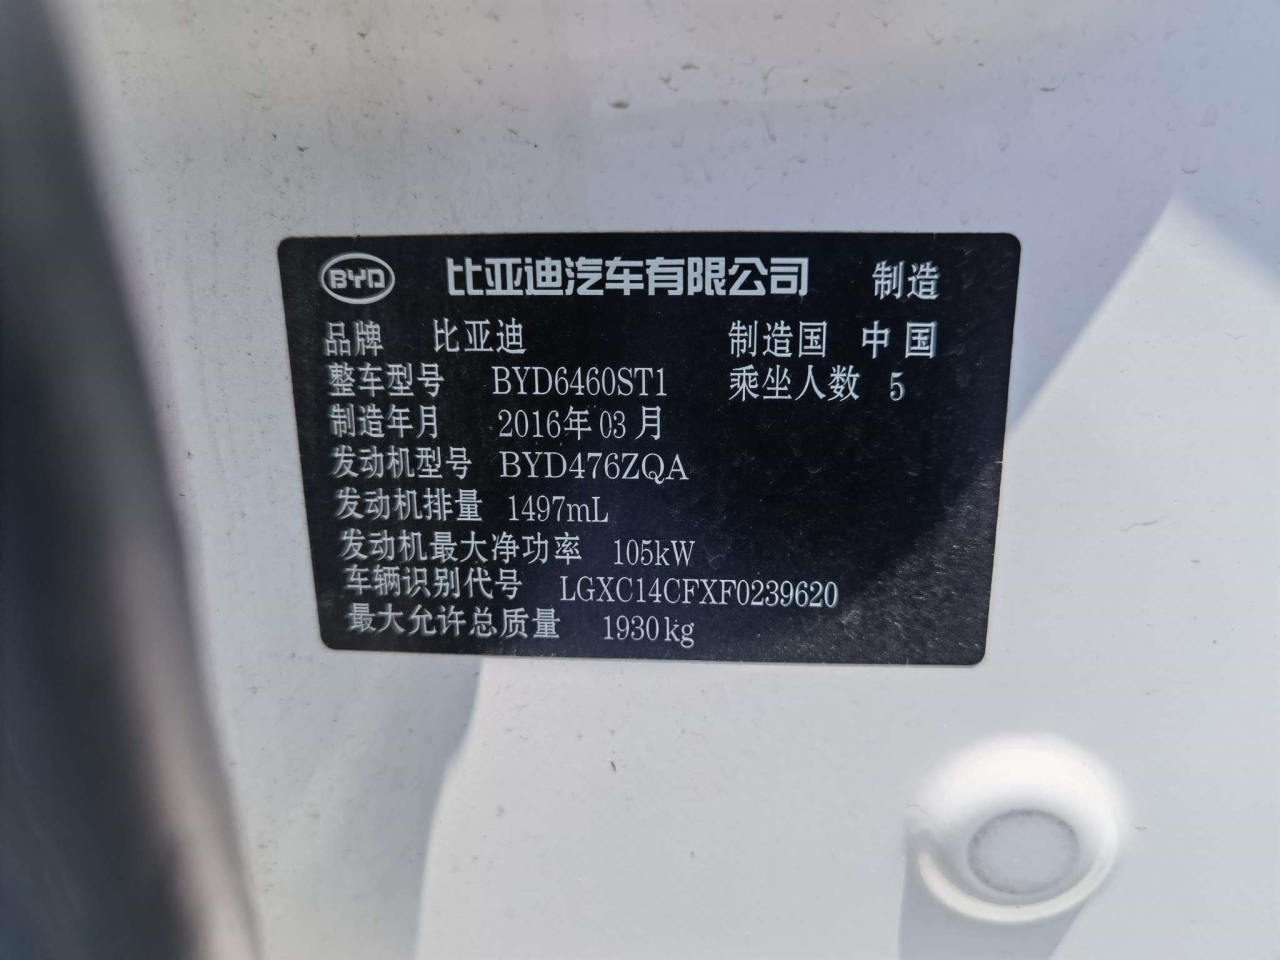 BYD 比亚迪汽车有限公司 制造
品牌 比亚迪 制造国 中国
整车型号 BYD6460ST1 乘坐人数 5
制造年月 2016年03月
发动机型号 BYD476ZQA
发动机排量 1497mL
发动机最大净功率 105kW
车辆识别代号 LGXC14CFXF0239620
最大允许总质量 1930kg